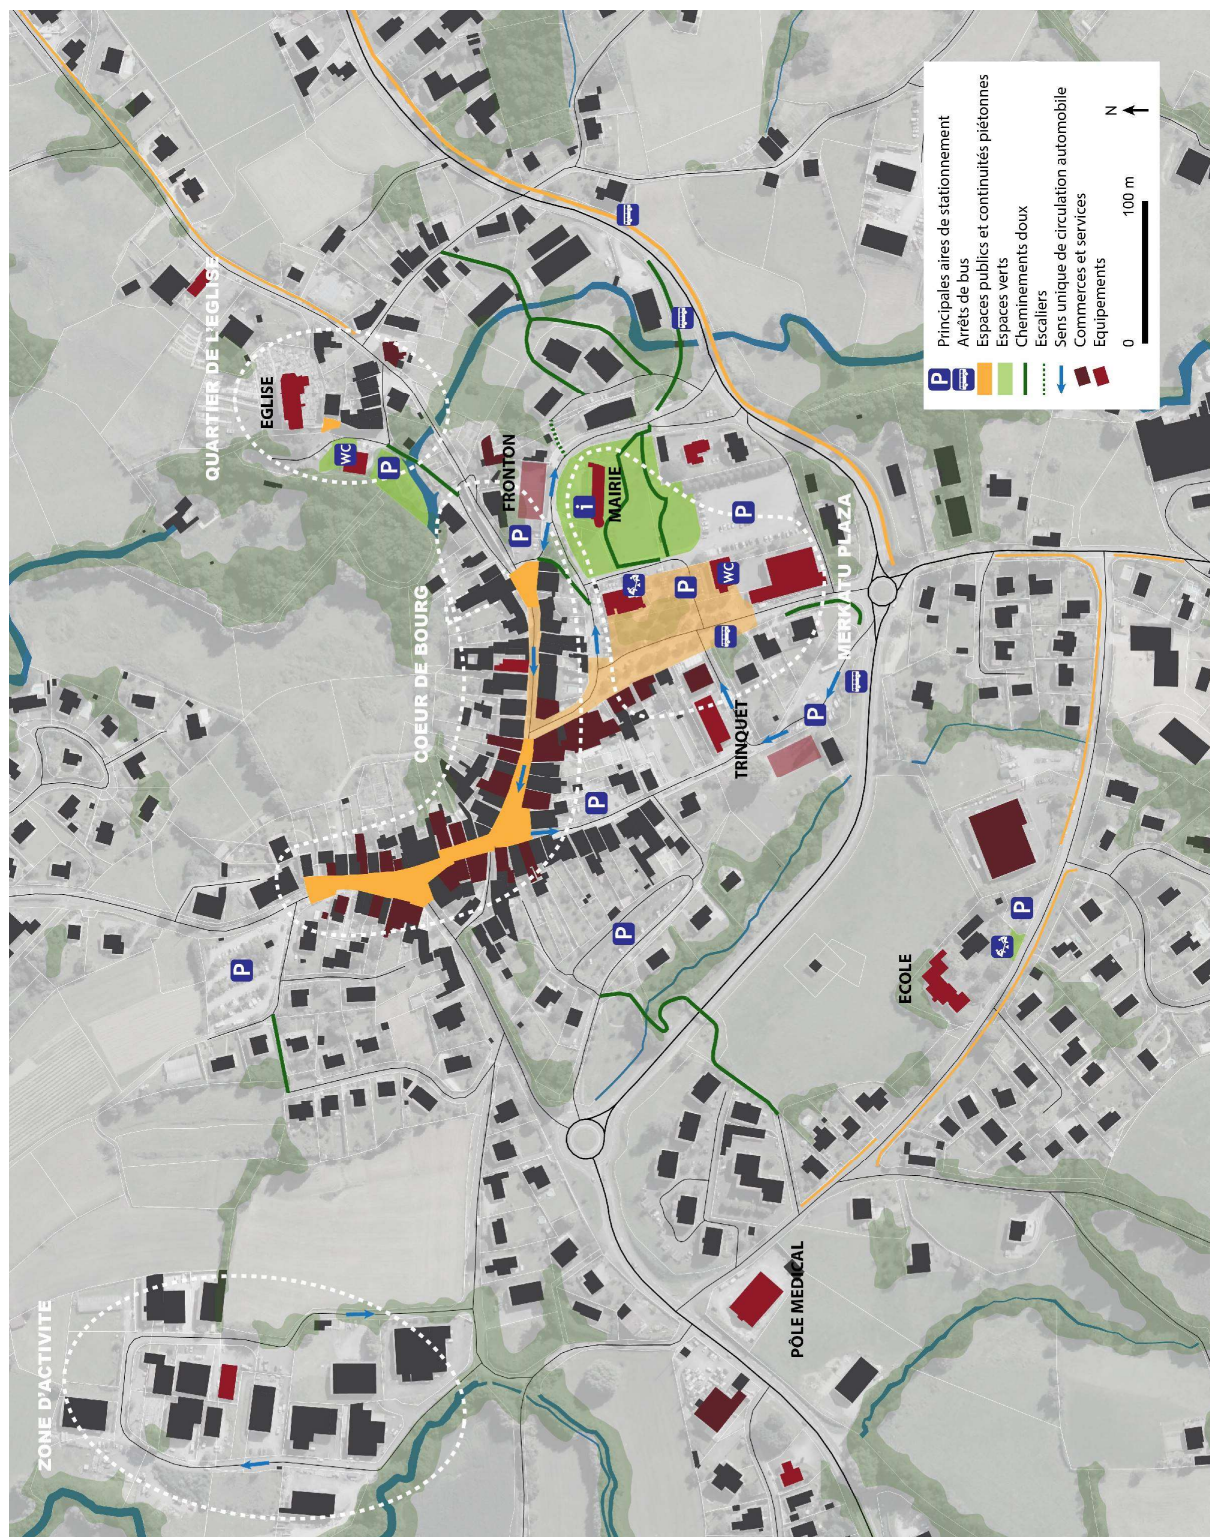 ZONE D'ACTIVITE
COEUR DE BOURG
QUARTIER DE L'EGLISE
EGLISE
WC
P
P
FRONTON
P
i
MAIRIE
P
P
WC
MERKATU PLAZA
TRINQUET
P
P
P
ECOLE
P
PÔLE MEDICAL
P
Principales aires de stationnement
Arrêts de bus
Espaces publics et continuités piétonnes
Espaces verts
Cheminements doux
Escaliers
Sens unique de circulation automobile
Commerces et services
Equipements
0
100 m
N